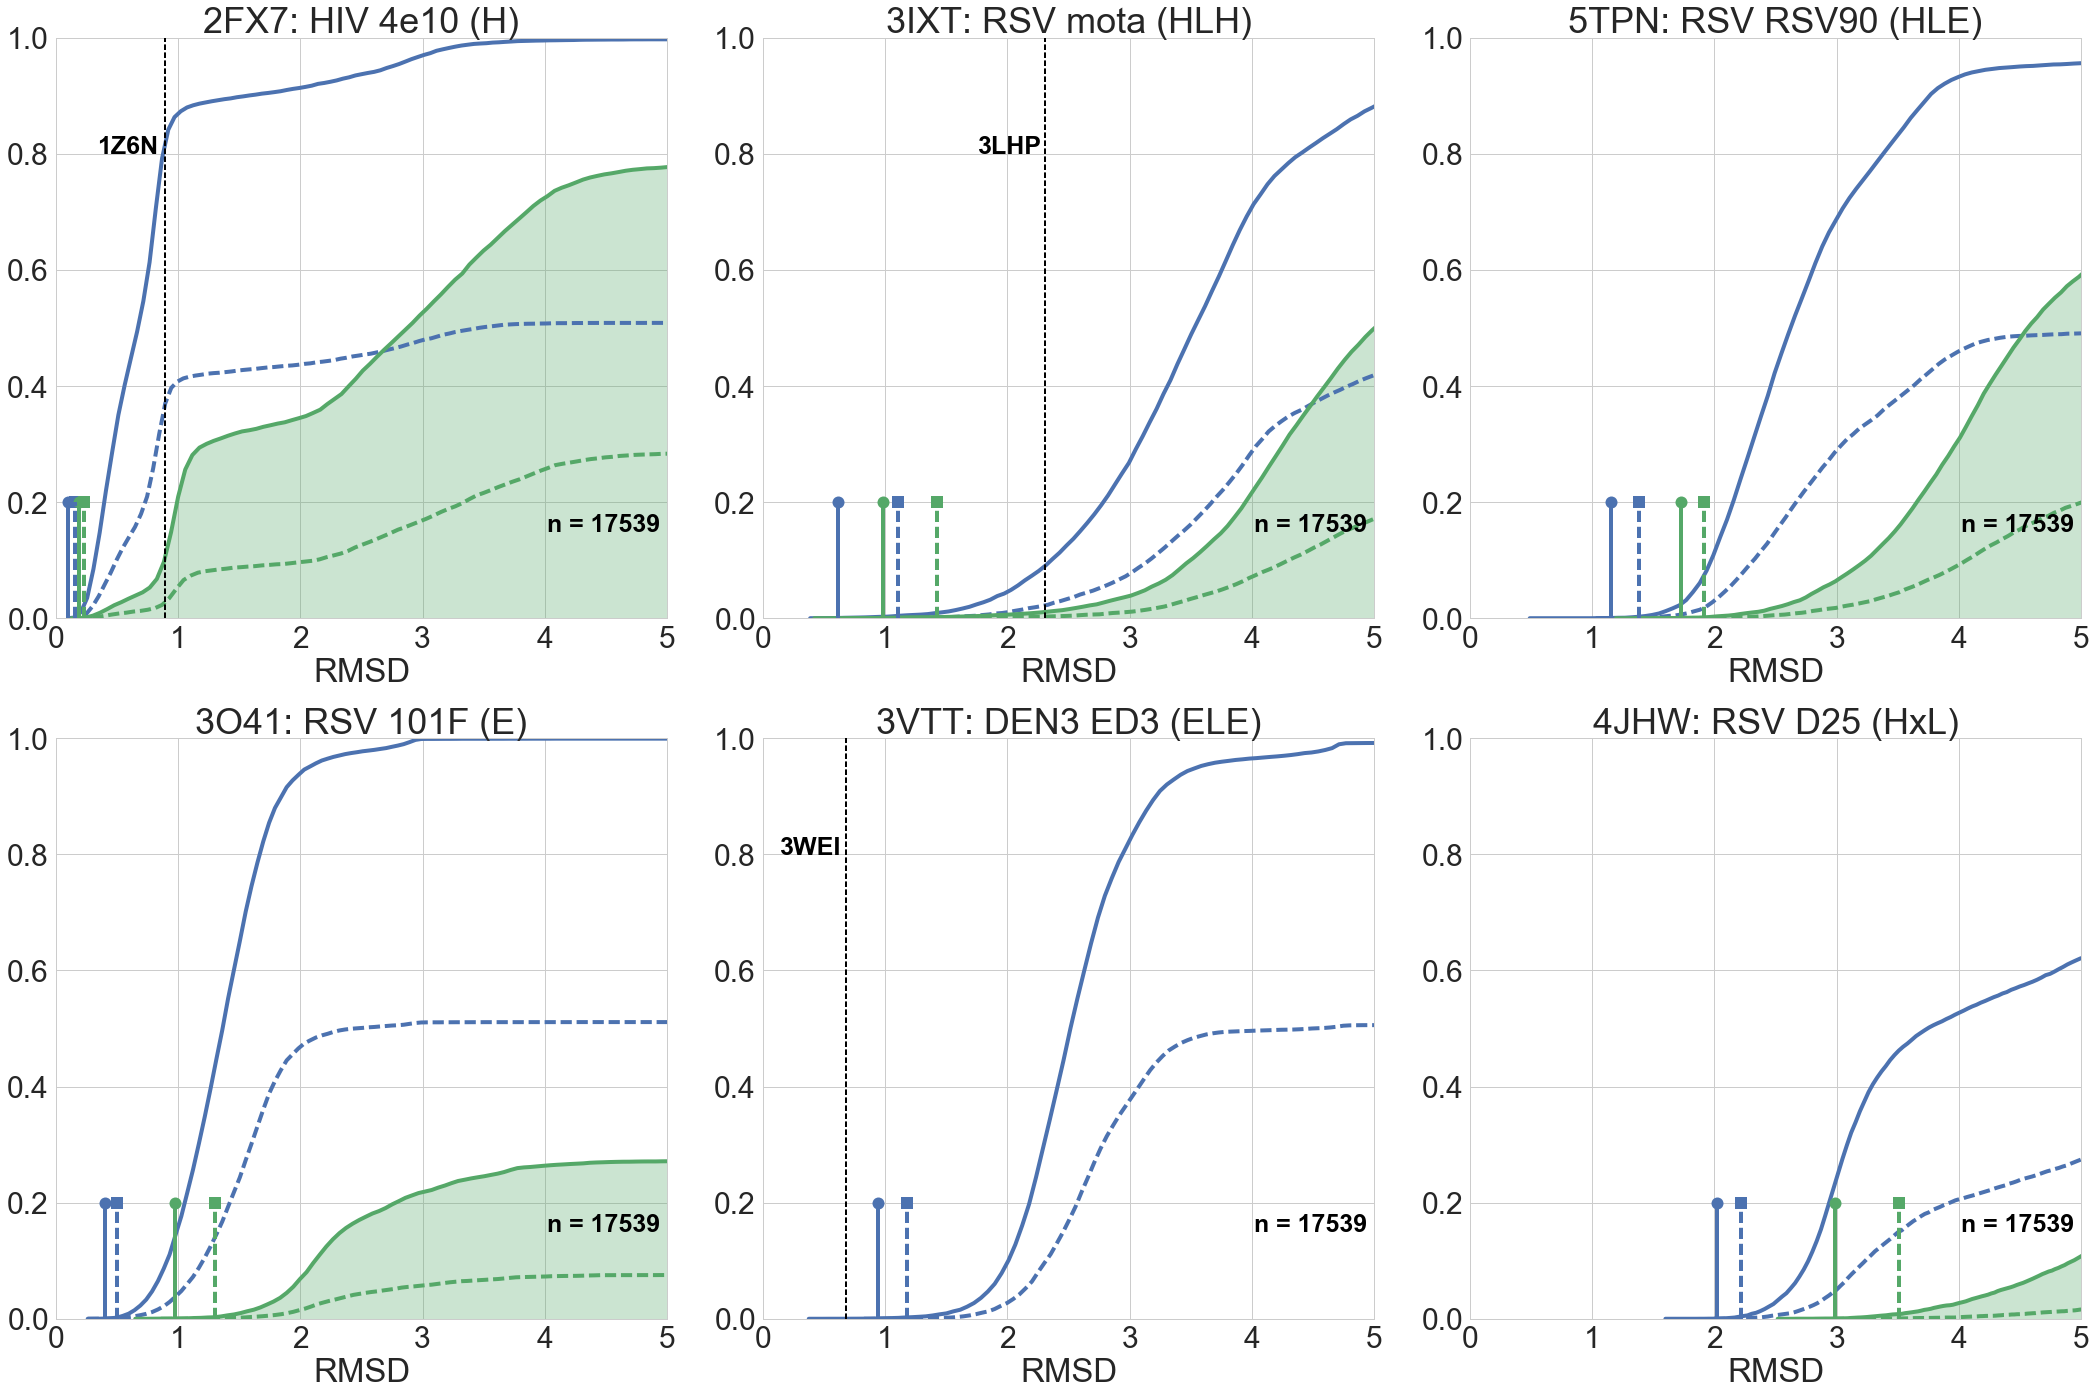 2FX7: HIV 4e10 (H)
1.0
0.8
0.6
0.4
0.2
0.0
1Z6N
n = 17539
0 1 2 3 4 5
RMSD
3IXT: RSV mota (HLH)
1.0
0.8
0.6
0.4
0.2
0.0
3LHP
n = 17539
0 1 2 3 4 5
RMSD
5TPN: RSV RSV90 (HLE)
1.0
0.8
0.6
0.4
0.2
0.0
n = 17539
0 1 2 3 4 5
RMSD
3O41: RSV 101F (E)
1.0
0.8
0.6
0.4
0.2
0.0
n = 17539
0 1 2 3 4 5
RMSD
3VTT: DEN3 ED3 (ELE)
1.0
0.8
0.6
0.4
0.2
0.0
3WEI
n = 17539
0 1 2 3 4 5
RMSD
4JHW: RSV D25 (HxL)
1.0
0.8
0.6
0.4
0.2
0.0
n = 17539
0 1 2 3 4 5
RMSD